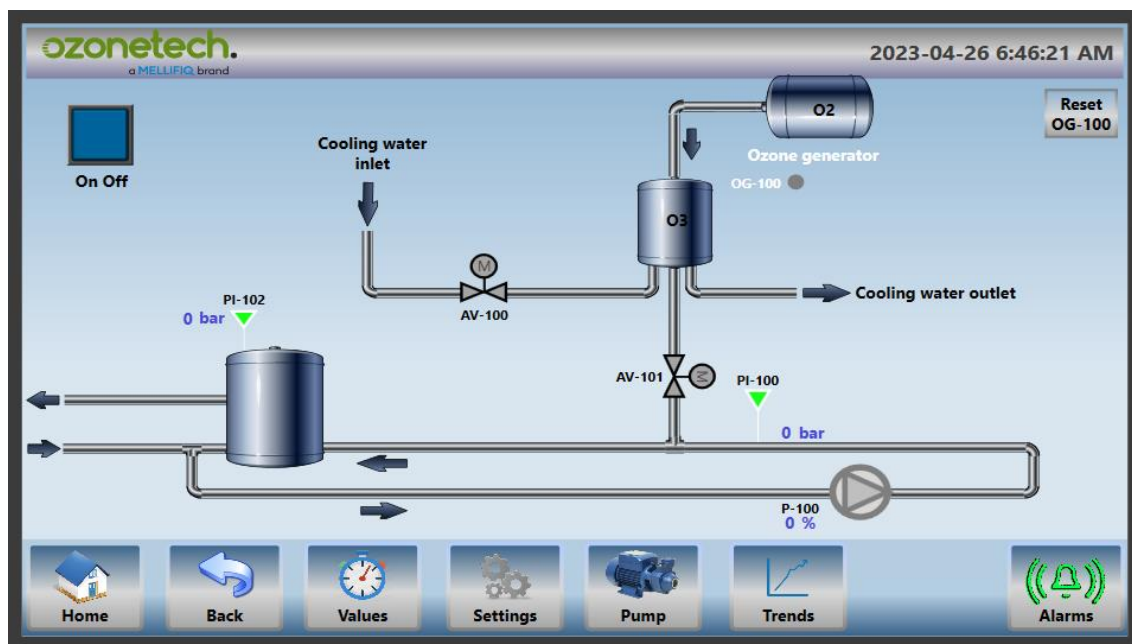 ozonetech.
a MELLIFIQ brand
2023-04-26 6:46:21 AM
On Off
Cooling water
inlet
O2
Reset
OG-100
Ozone generator
OG-100
O3
M
AV-100
Cooling water outlet
PI-102
0 bar
AV-101
M
PI-100
0 bar
P-100
0 %
Home
Back
Values
Settings
Pump
Trends
Alarms